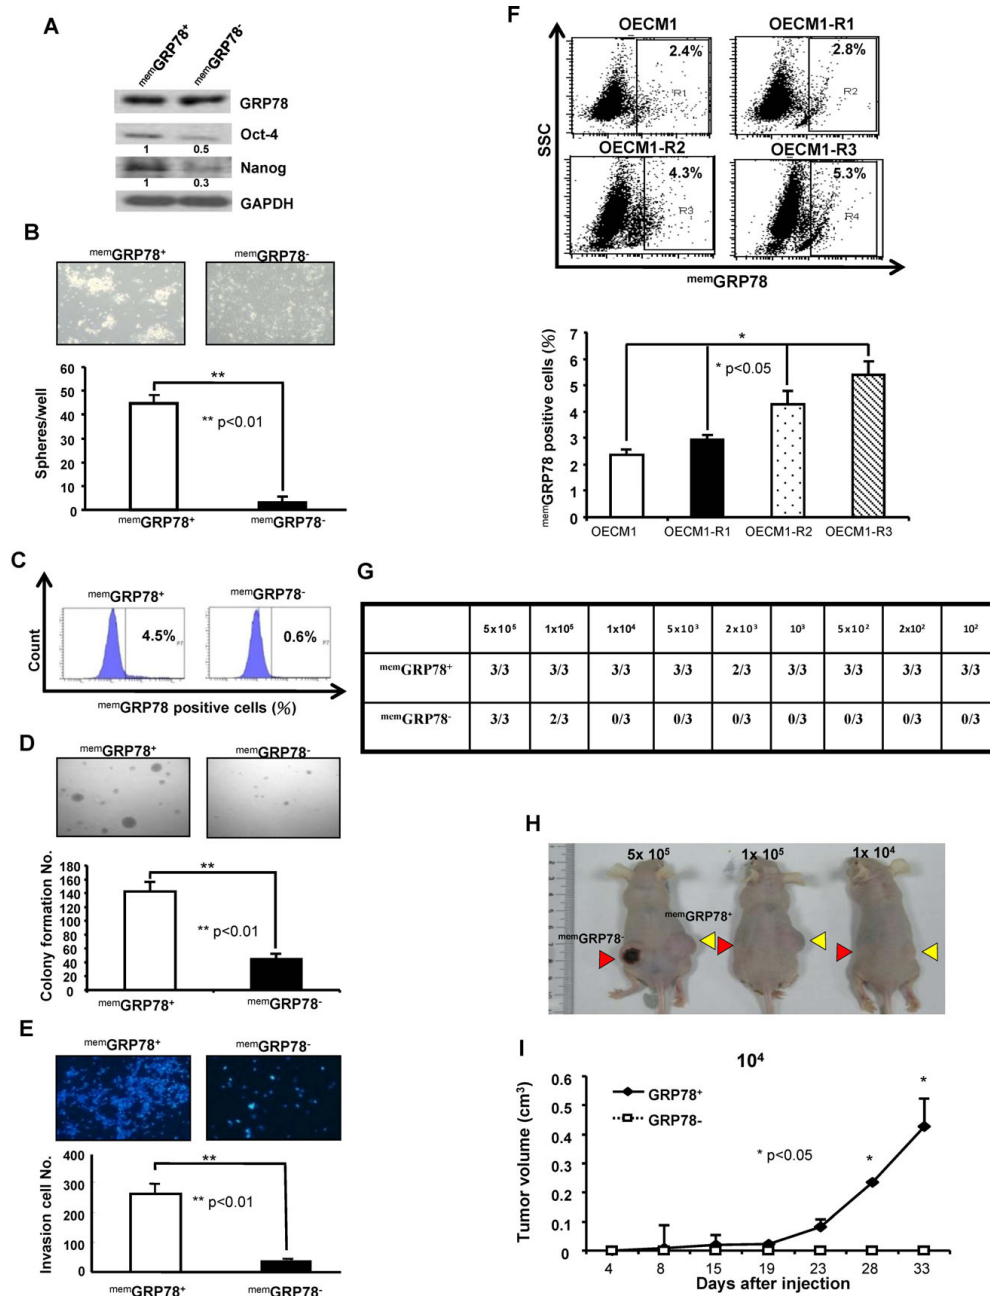 A
memGRP78+ memGRP78-
GRP78
Oct-4
1 0.5
Nanog
1 0.3
GAPDH
B
memGRP78+ memGRP78-
Spheres/well
60
50
40
30
20
10
0
**
** p<0.01
memGRP78+ memGRP78-
C
memGRP78+ memGRP78-
Count
4.5% 0.6%
memGRP78 positive cells (%)
D
memGRP78+ memGRP78-
Colony formation No.
180
160
140
120
100
80
60
40
20
0
**
** p<0.01
memGRP78+ memGRP78-
E
memGRP78+ memGRP78-
Invasion cell No.
400
300
200
100
0
**
** p<0.01
memGRP78+ memGRP78-
F
OECM1 OECM1-R1
2.4% 2.8%
R1 R2
OECM1-R2 OECM1-R3
4.3% 5.3%
R3 R4
SSC
memGRP78
memGRP78 positive cells (%)
7
6
5
4
3
2
1
0
*
* p<0.05
OECM1 OECM1-R1 OECM1-R2 OECM1-R3
G
5x10⁵ 1x10⁵ 1x10⁴ 5x10³ 2x10³ 10³ 5x10² 2x10² 10²
memGRP78+ 3/3 3/3 3/3 3/3 2/3 3/3 3/3 3/3 3/3
memGRP78- 3/3 2/3 0/3 0/3 0/3 0/3 0/3 0/3 0/3
H
5x 10⁵ 1x 10⁵ 1x 10⁴
memGRP78+
memGRP78-
I
10⁴
Tumor volume (cm³)
0.6
0.5
0.4
0.3
0.2
0.1
0
GRP78+
GRP78-
* p<0.05
* *
4 8 15 19 23 28 33
Days after injection